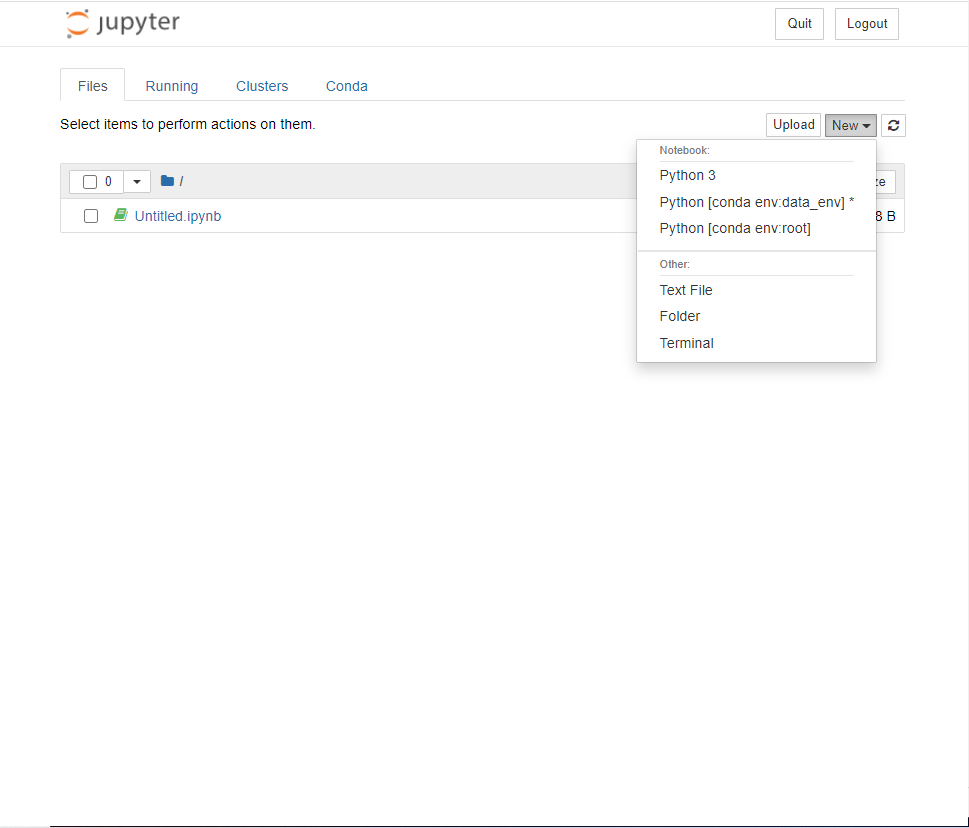 jupyter
Quit Logout
Files Running Clusters Conda
Select items to perform actions on them.
Upload New
0 /
Untitled.ipynb
8 B
Notebook:
Python 3
Python [conda env:data_env] *
Python [conda env:root]
Other:
Text File
Folder
Terminal